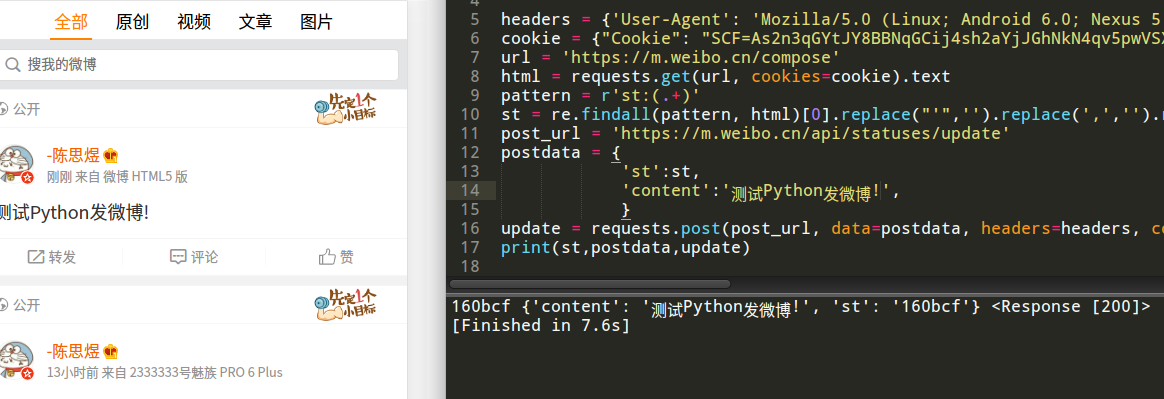 全部 原创 视频 文章 图片
搜我的微博
公开
先定1个
小目标
-陈思煜
刚刚 来自 微博 HTML5 版
测试Python发微博!
转发 评论 赞
公开
先定1个
小目标
-陈思煜
13小时前 来自 2333333号魅族 PRO 6 Plus
4
5 headers = {'User-Agent': 'Mozilla/5.0 (Linux; Android 6.0; Nexus 5
6 cookie = {"Cookie": "SCF=As2n3qGYtJY8BBNqGCij4sh2aYjJGhNkN4qv5pwVSX
7 url = 'https://m.weibo.cn/compose'
8 html = requests.get(url, cookies=cookie).text
9 pattern = r'st:(.+)'
10 st = re.findall(pattern, html)[0].replace("'",'').replace(',','').r
11 post_url = 'https://m.weibo.cn/api/statuses/update'
12 postdata = {
13 'st':st,
14 'content':'测试Python发微博!',
15 }
16 update = requests.post(post_url, data=postdata, headers=headers, co
17 print(st,postdata,update)
18
160bcf {'content': '测试Python发微博!', 'st': '160bcf'} <Response [200]>
[Finished in 7.6s]